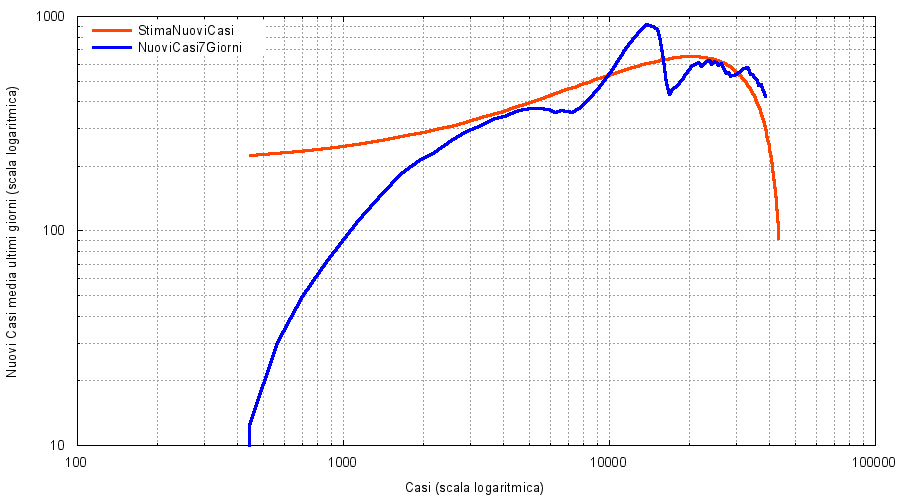 1000
StimaNuoviCasi
NuoviCasi7Giorni
100
10
Nuovi Casi media ultimi giorni (scala logaritmica)
100
1000
10000
100000
Casi (scala logaritmica)